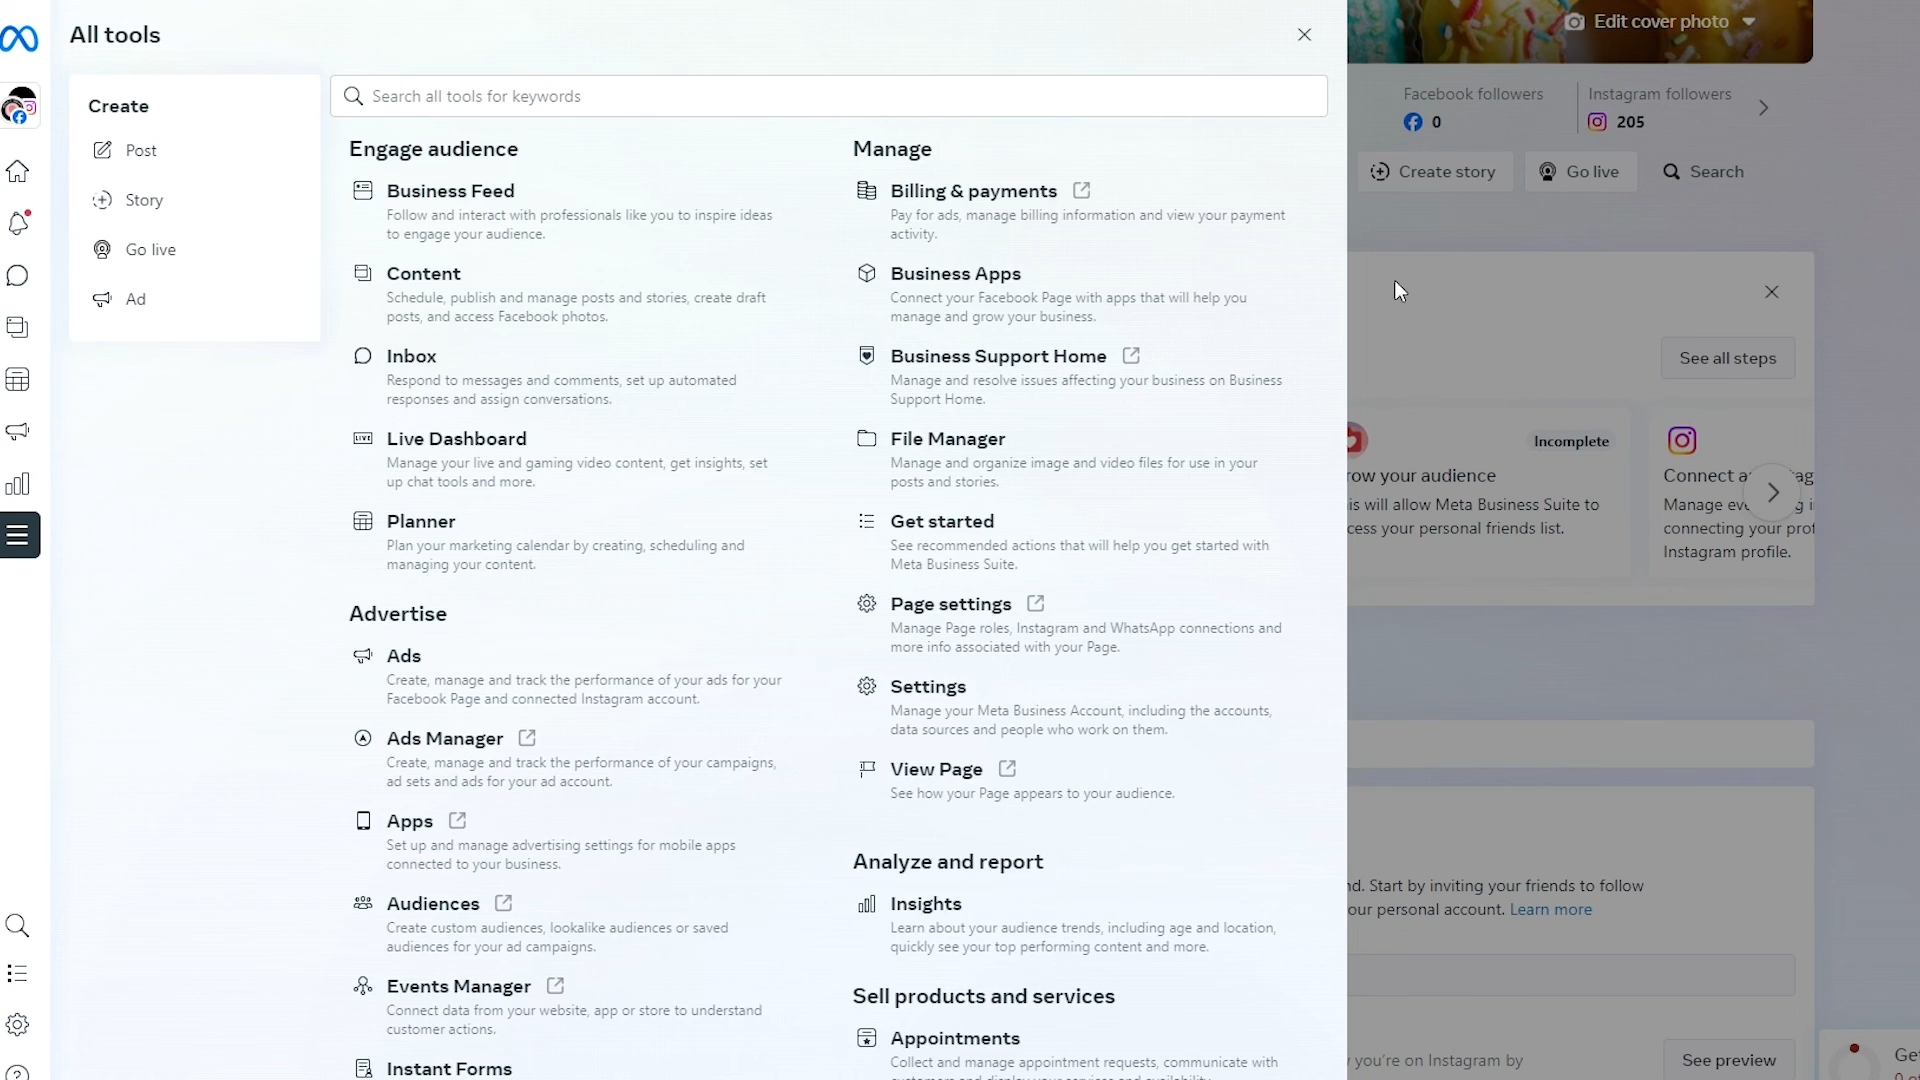 All tools
Create
Post
Story
Go live
Ad
Search all tools for keywords
Engage audience
Business Feed
Follow and interact with professionals like you to inspire ideas
to engage your audience.
Content
Schedule, publish and manage posts and stories, create draft
posts, and access Facebook photos.
Inbox
Respond to messages and comments, set up automated
responses and assign conversations.
LIVE
Live Dashboard
Manage your live and gaming video content, get insights, set
up chat tools and more.
Planner
Plan your marketing calendar by creating, scheduling and
managing your content.
Advertise
Ads
Create, manage and track the performance of your ads for your
Facebook Page and connected Instagram account.
Ads Manager
Create, manage and track the performance of your campaigns,
ad sets and ads for your ad account.
Apps
Set up and manage advertising settings for mobile apps
connected to your business.
Audiences
Create custom audiences, lookalike audiences or saved
audiences for your ad campaigns.
Events Manager
Connect data from your website, app or store to understand
customer actions.
Instant Forms
Manage
Billing & payments
Pay for ads, manage billing information and view your payment
activity.
Business Apps
Connect your Facebook Page with apps that will help you
manage and grow your business.
Business Support Home
Manage and resolve issues affecting your business on Business
Support Home.
File Manager
Manage and organize image and video files for use in your
posts and stories.
Get started
See recommended actions that will help you get started with
Meta Business Suite.
Page settings
Manage Page roles, Instagram and WhatsApp connections and
more info associated with your Page.
Settings
Manage your Meta Business Account, including the accounts,
data sources and people who work on them.
View Page
See how your Page appears to your audience.
Analyze and report
Insights
Learn about your audience trends, including age and location,
quickly see your top performing content and more.
Sell products and services
Appointments
Collect and manage appointment requests, communicate with
Edit cover photo
Facebook followers
0
Instagram followers
205
Create story
Go live
Search
See all steps
Incomplete
row your audience
is will allow Meta Business Suite to
cess your personal friends list.
Connect a
Manage
connecting your prof
Instagram profile.
nd. Start by inviting your friends to follow
our personal account. Learn more
you're on Instagram by
See preview
Get